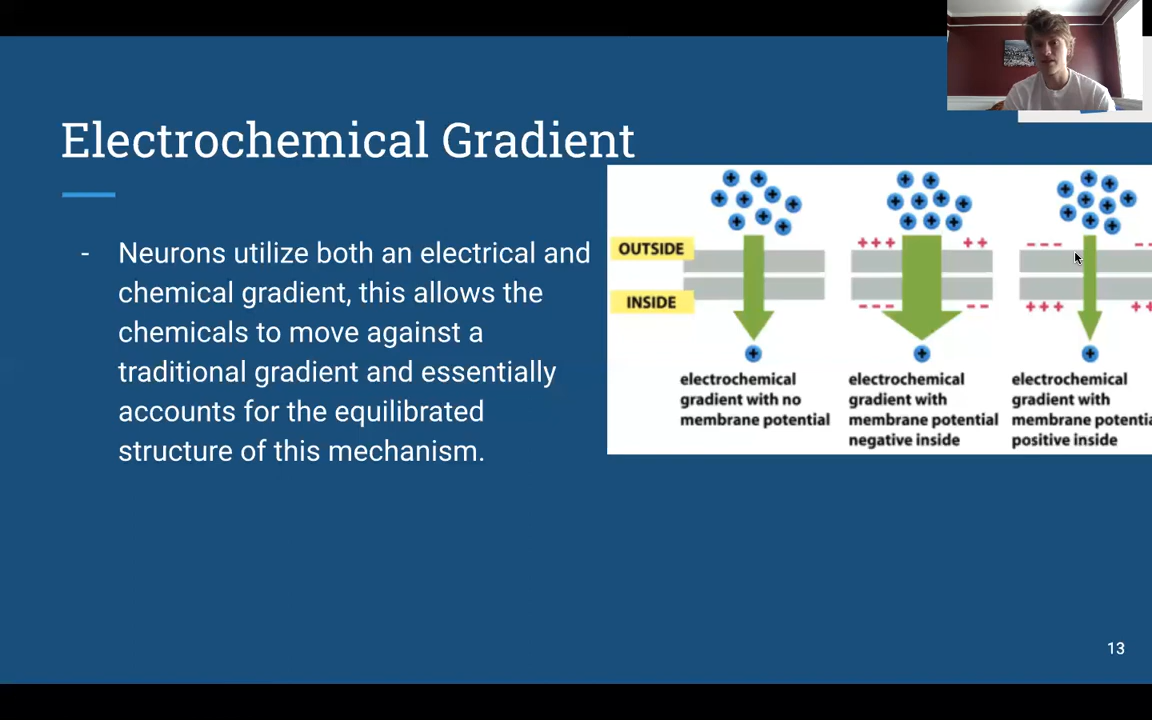 Electrochemical Gradient
- Neurons utilize both an electrical and
chemical gradient, this allows the
chemicals to move against a
traditional gradient and essentially
accounts for the equilibrated
structure of this mechanism.
OUTSIDE
+++ ++
--- --
INSIDE
--- --
+++ ++
electrochemical
gradient with no
membrane potential
electrochemical
gradient with
membrane potential
negative inside
electrochemical
gradient with
membrane potentia
positive inside
13